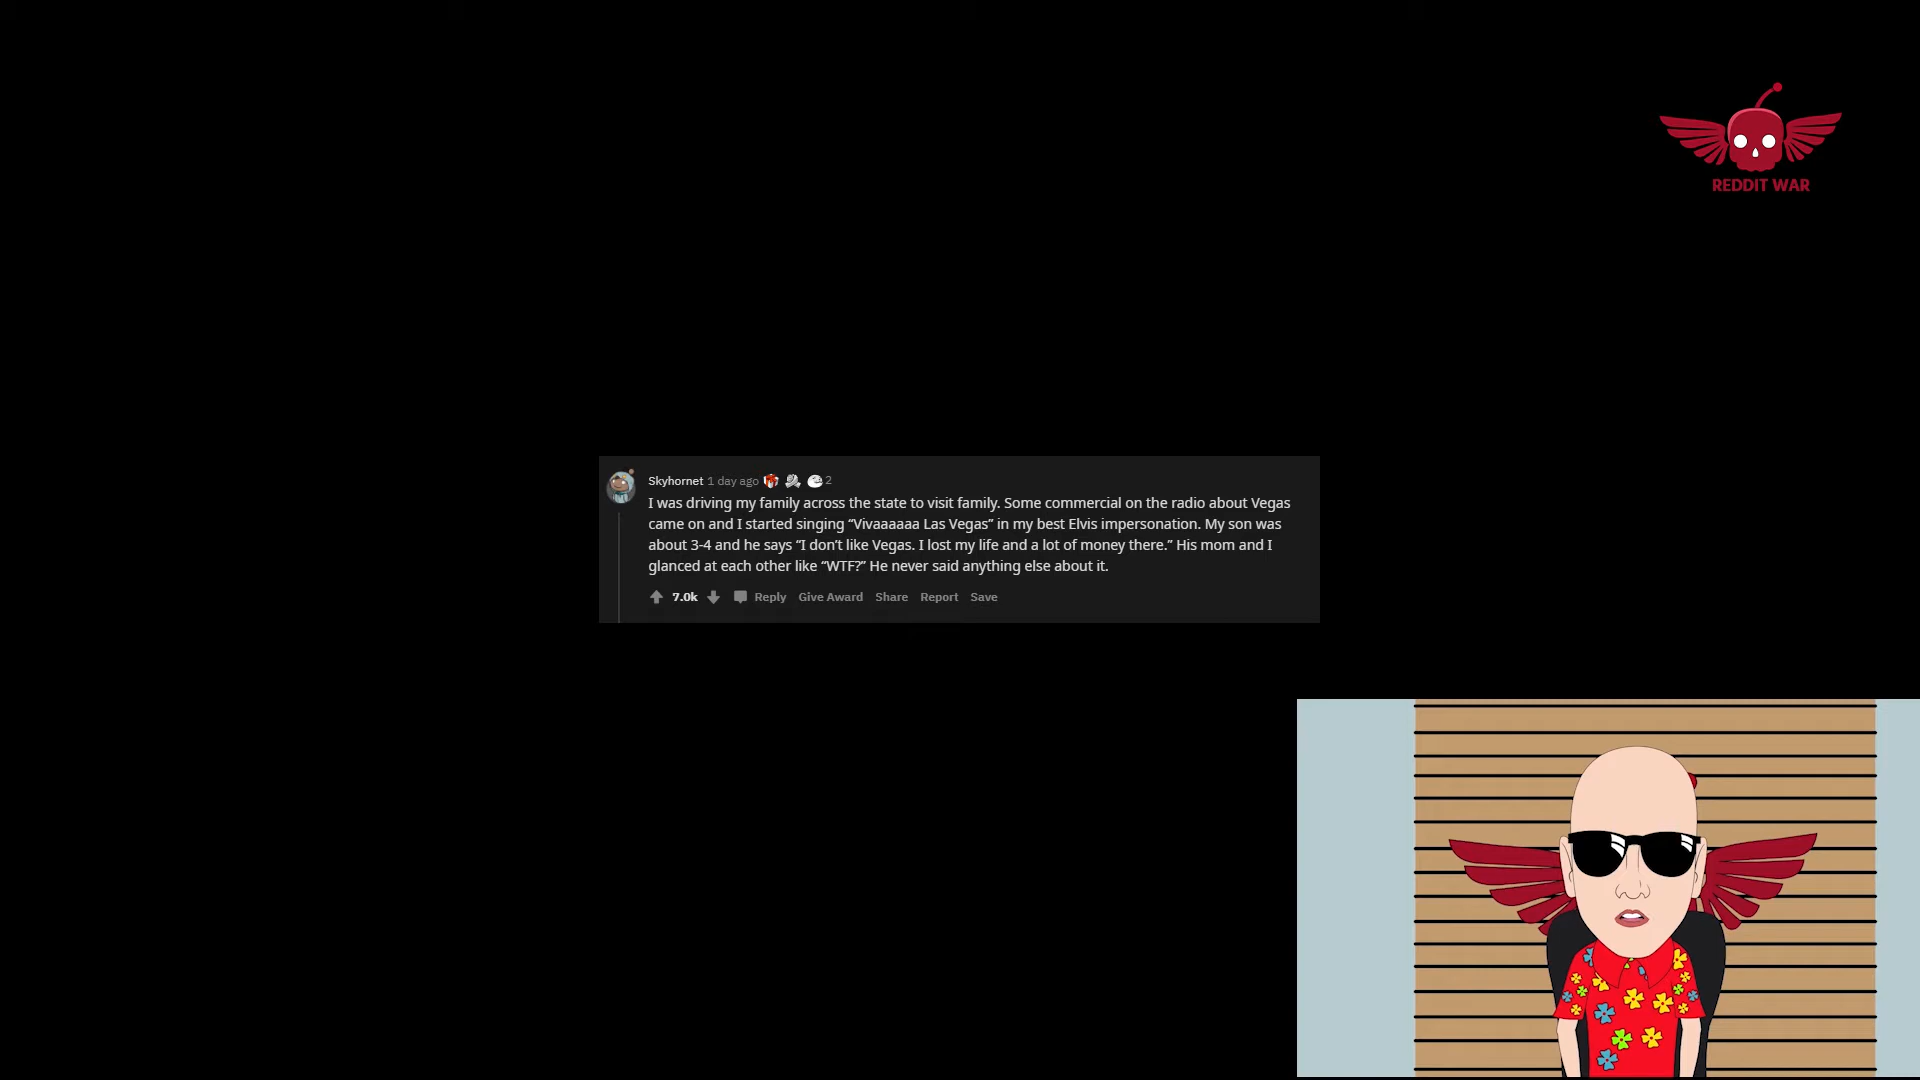 REDDIT WAR
Skyhornet 1 day ago 2
I was driving my family across the state to visit family. Some commercial on the radio about Vegas
came on and I started singing “Vivaaaaaa Las Vegas” in my best Elvis impersonation. My son was
about 3-4 and he says “I don’t like Vegas. I lost my life and a lot of money there.” His mom and I
glanced at each other like “WTF?” He never said anything else about it.
7.0k Reply Give Award Share Report Save